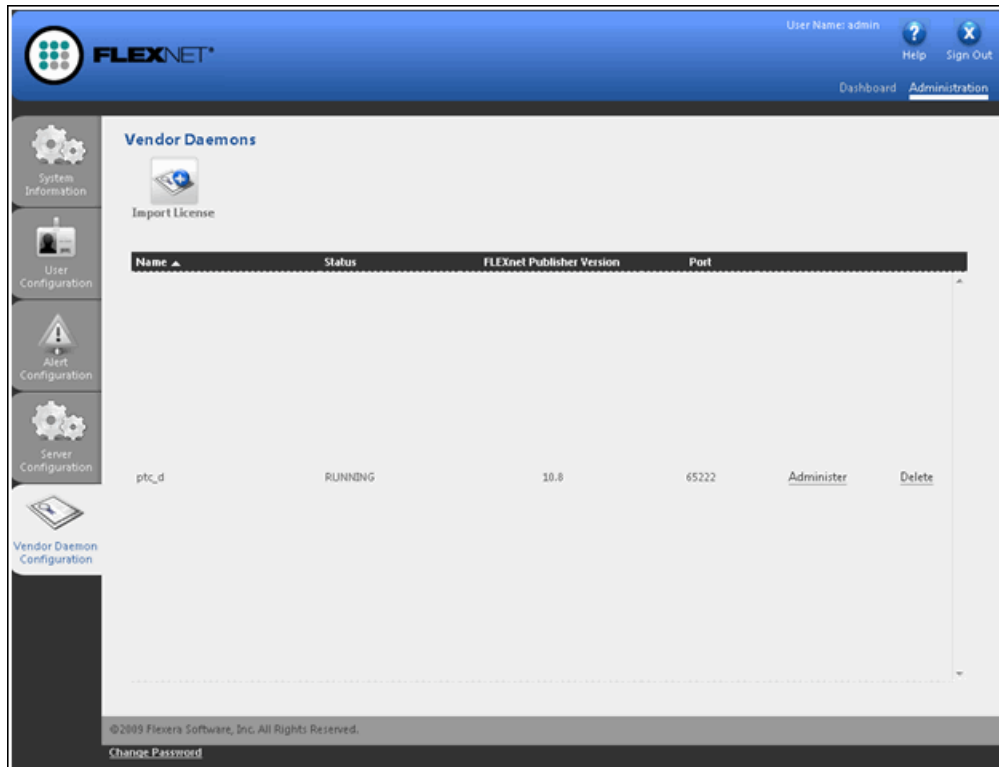 User Name: admin
FLEXNET*
Help
Sign Out
Dashboard
Administration
System
Information
User
Configuration
Alert
Configuration
Server
Configuration
Vendor Daemon
Configuration
Vendor Daemons
Import License
Name Status FLEXnet Publisher Version Port
ptc_d RUNNING 10.8 65222 Administer Delete
©2009 Flexera Software, Inc. All Rights Reserved.
Change Password